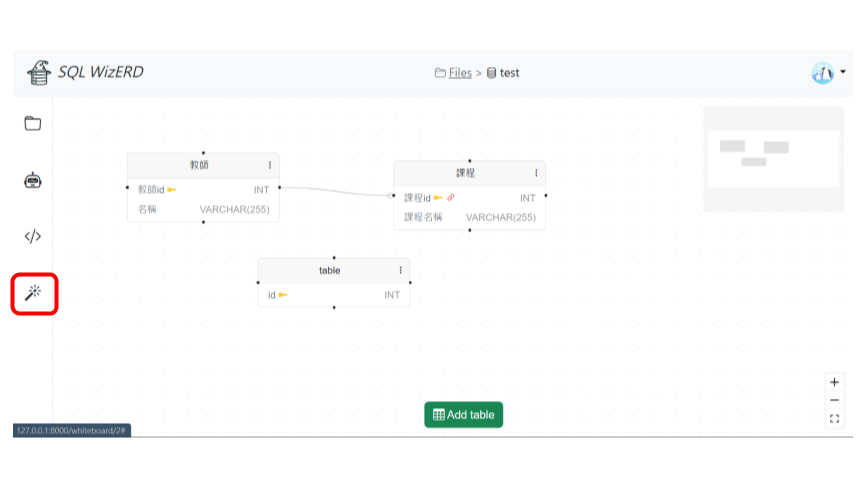 SQL WizERD
Files > test
教師
教師id INT
名稱 VARCHAR(255)
課程
課程id INT
課程名稱 VARCHAR(255)
table
id INT
</>
Add table
127.0.0.1:8000/whiteboard/2#